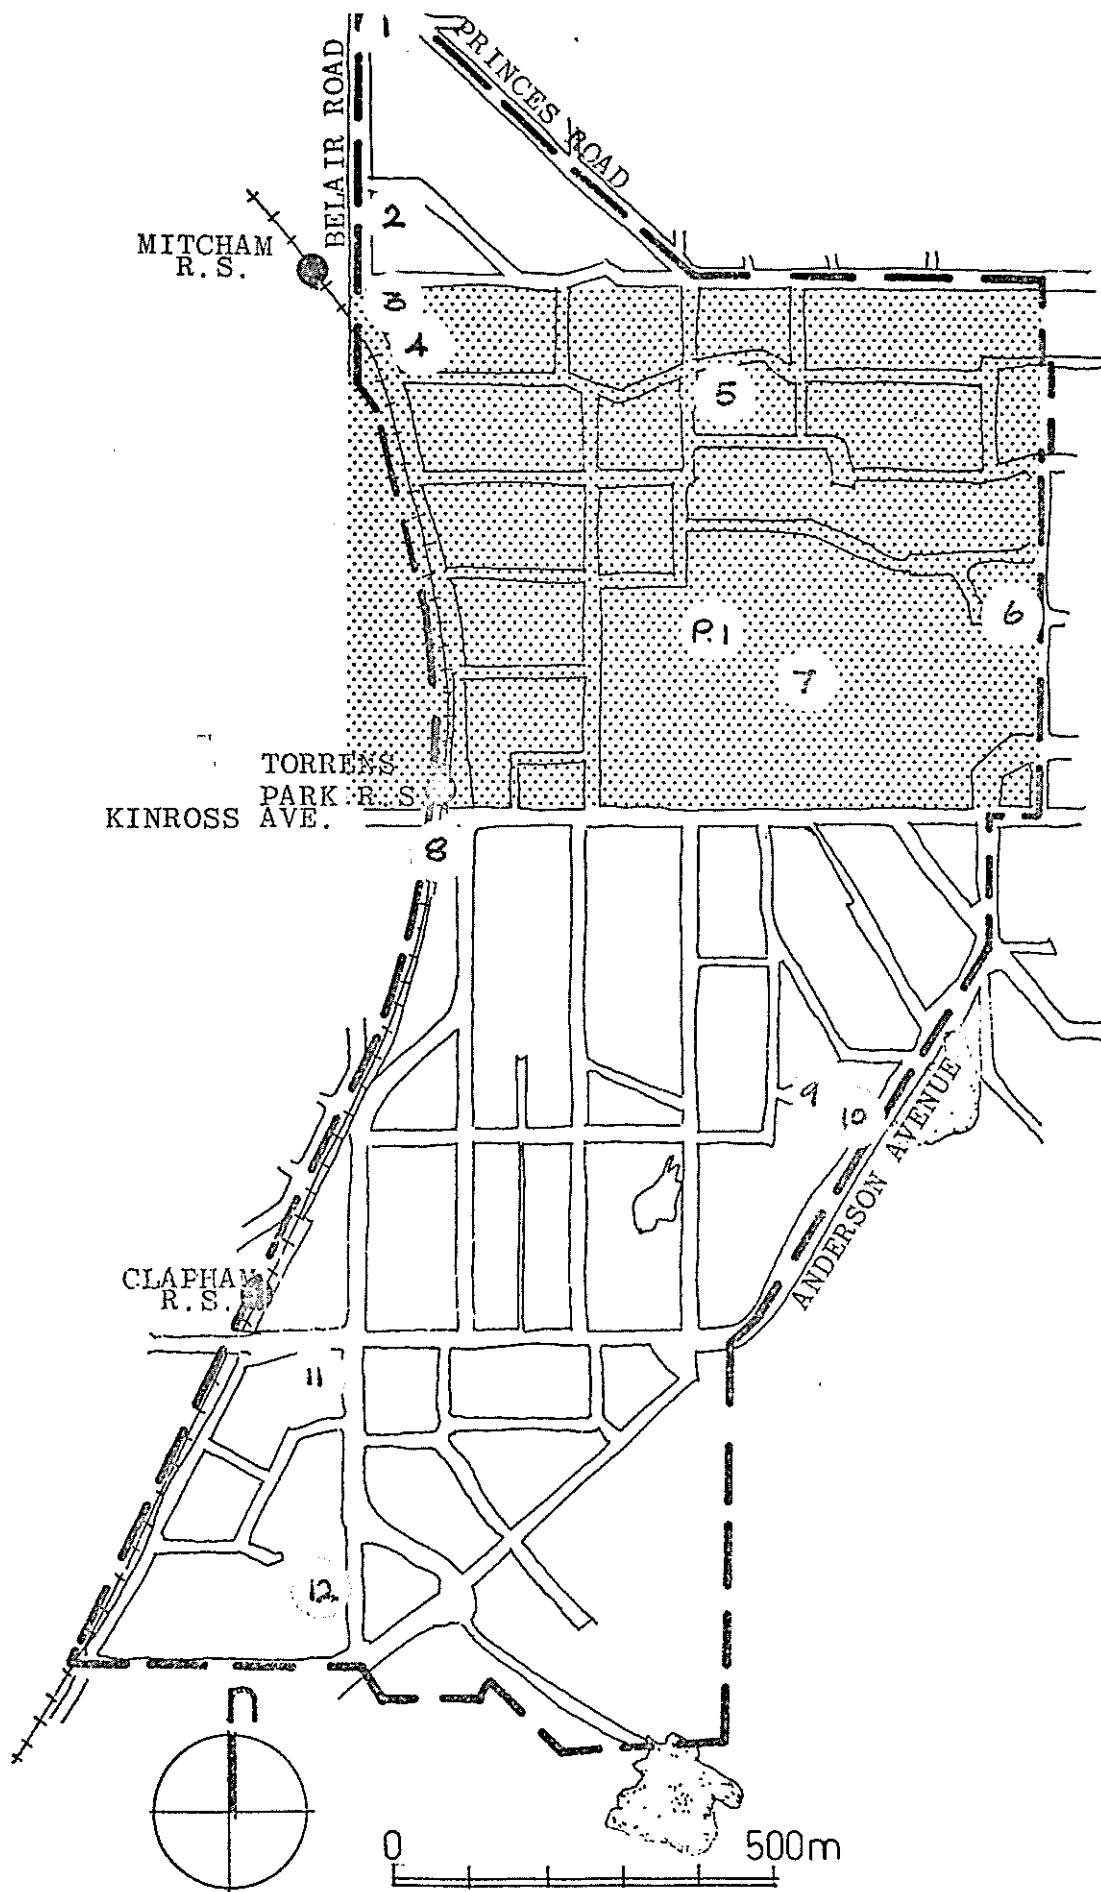 1
PRINCES ROAD
BELAIR ROAD
2
MITCHAM
R.S.
3
4
5
6
P.1
7
TORRENS
PARK R.S
KINROSS AVE.
8
9
10
ANDERSON AVENUE
CLAPHAM
R.S.
11
12
n
0 500m